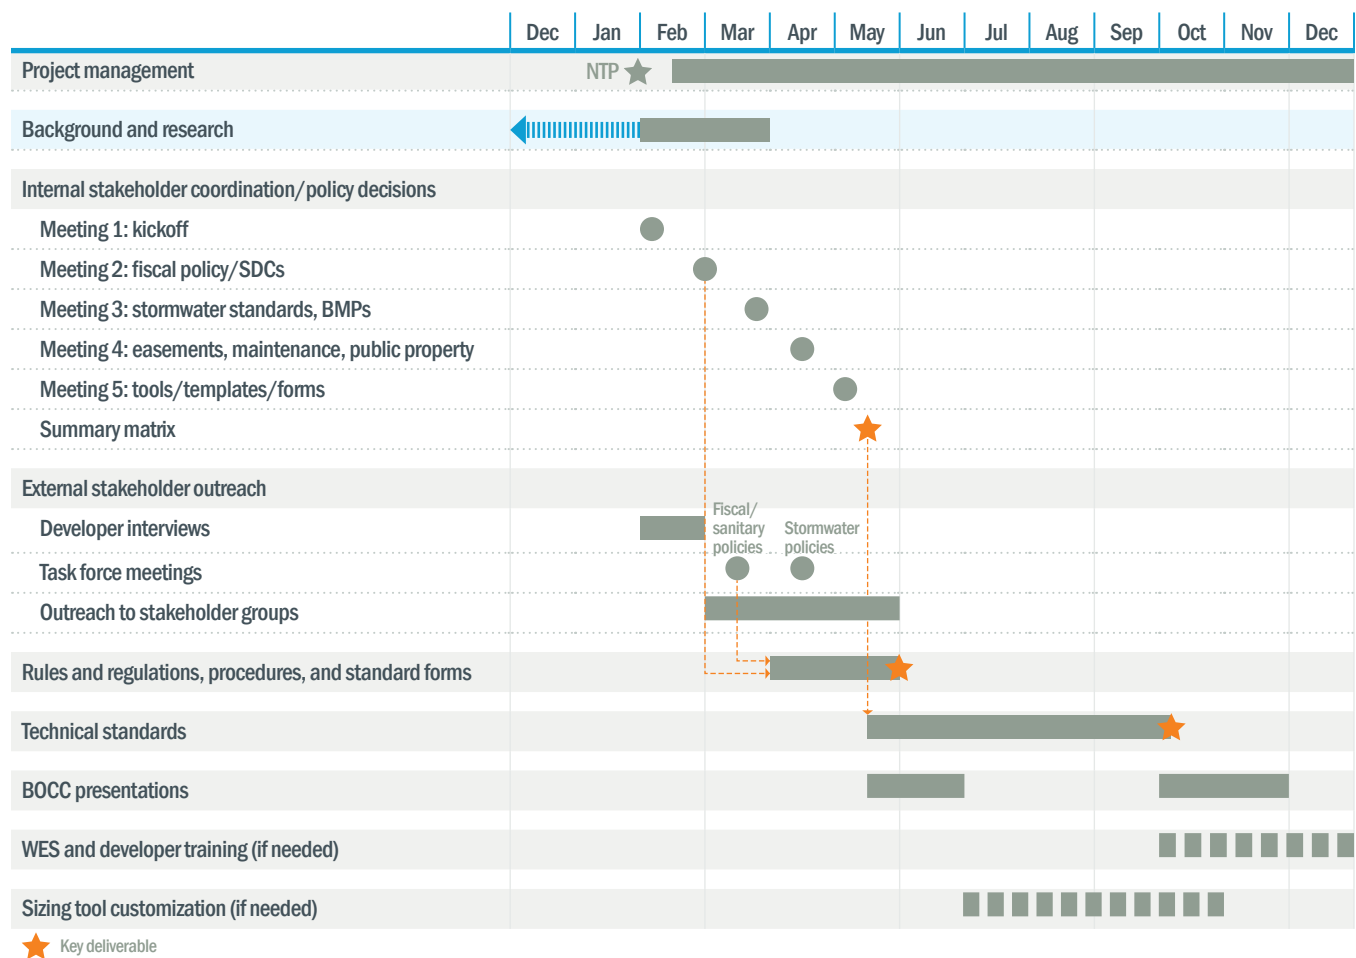 Dec Jan Feb Mar Apr May Jun Jul Aug Sep Oct Nov Dec
Project management
NTP
Background and research
Internal stakeholder coordination/policy decisions
Meeting 1: kickoff
Meeting 2: fiscal policy/SDCs
Meeting 3: stormwater standards, BMPs
Meeting 4: easements, maintenance, public property
Meeting 5: tools/templates/forms
Summary matrix
External stakeholder outreach
Developer interviews
Fiscal/
sanitary
policies
Stormwater
policies
Task force meetings
Outreach to stakeholder groups
Rules and regulations, procedures, and standard forms
Technical standards
BOCC presentations
WES and developer training (if needed)
Sizing tool customization (if needed)
Key deliverable